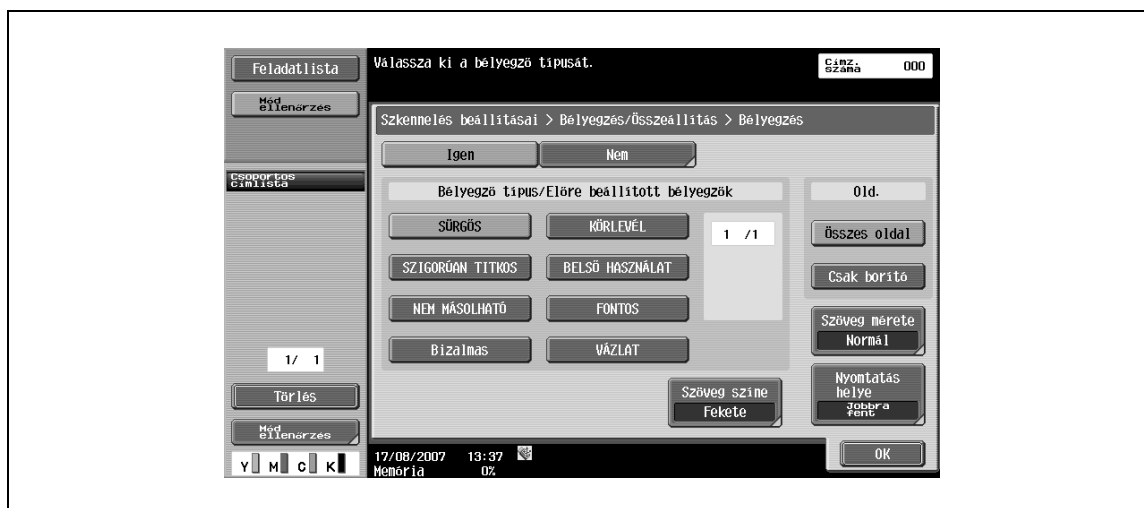 Feladatlista
Mód
ellenőrzés
Csoportos
címlista
1/ 1
Törlés
Mód
ellenőrzés
Y M C K
Válassza ki a bélyegző típusát.
Címz.
száma 000
Szkennelés beállításai > Bélyegzés/Összeállítás > Bélyegzés
Igen
Nem
Bélyegző típus/Előre beállított bélyegzők
Old.
SÜRGŐS
KÖRLEVÉL
1 /1
Összes oldal
SZIGORÚAN TITKOS
BELSŐ HASZNÁLAT
Csak borító
NEM MÁSOLHATÓ
FONTOS
Szöveg mérete
Normál
Bizalmas
VÁZLAT
Nyomtatás
helye
Jobbra
fent
Szöveg színe
Fekete
OK
17/08/2007 13:37
Memória 0%